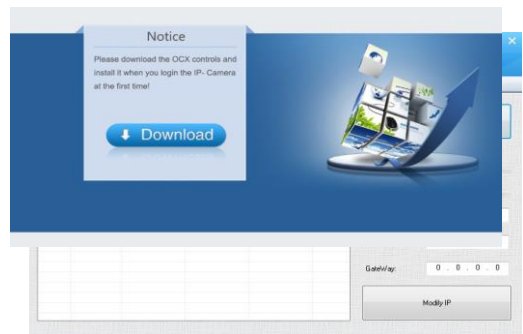 Notice
Please download the OCX controls and
install it when you login the IP- Camera
at the first time!
Download
GateWay: 0 . 0 . 0 . 0
Modify IP